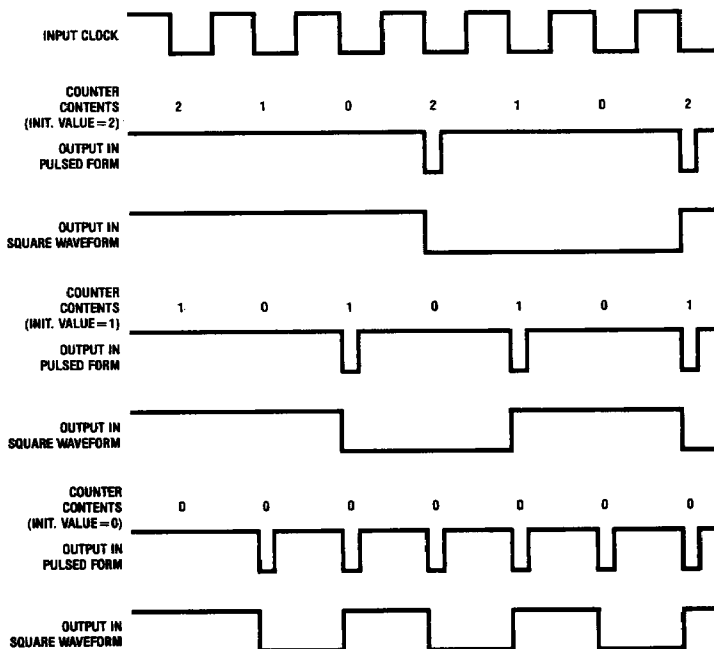 INPUT CLOCK
COUNTER
CONTENTS
(INIT. VALUE=2)
2 1 0 2 1 0 2
OUTPUT IN
PULSED FORM
OUTPUT IN
SQUARE WAVEFORM
COUNTER
CONTENTS
(INIT. VALUE=1)
1 0 1 0 1 0 1
OUTPUT IN
PULSED FORM
OUTPUT IN
SQUARE WAVEFORM
COUNTER
CONTENTS
(INIT. VALUE=0)
0 0 0 0 0 0 0
OUTPUT IN
PULSED FORM
OUTPUT IN
SQUARE WAVEFORM